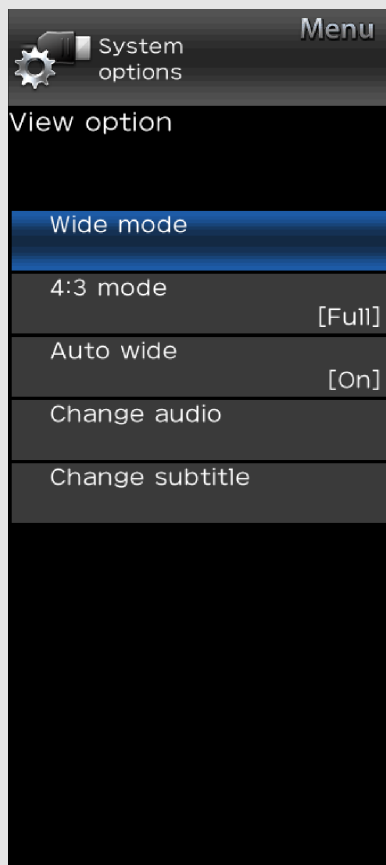 Menu
System
options
View option
Wide mode
4:3 mode
[Full]
Auto wide
[On]
Change audio
Change subtitle